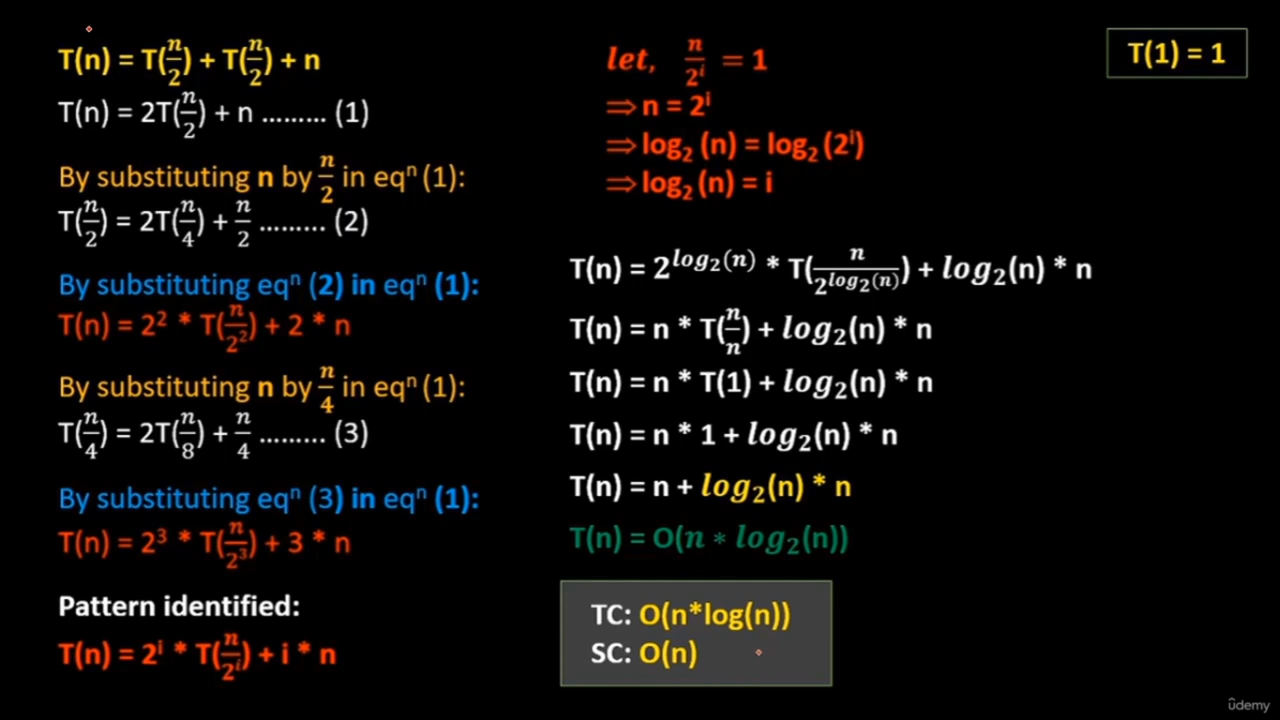 T(n) = T(n/2) + T(n/2) + n
T(n) = 2T(n/2) + n ......... (1)
By substituting n by n/2 in eqⁿ (1):
T(n/2) = 2T(n/4) + n/2 ......... (2)
By substituting eqⁿ (2) in eqⁿ (1):
T(n) = 2² * T(n/2²) + 2 * n
By substituting n by n/4 in eqⁿ (1):
T(n/4) = 2T(n/8) + n/4 ......... (3)
By substituting eqⁿ (3) in eqⁿ (1):
T(n) = 2³ * T(n/2³) + 3 * n
Pattern identified:
T(n) = 2ⁱ * T(n/2ⁱ) + i * n
let, n/2ⁱ = 1
⇒ n = 2ⁱ
⇒ log₂ (n) = log₂ (2ⁱ)
⇒ log₂ (n) = i
T(n) = 2^log₂(n) * T(n/2^log₂(n)) + log₂(n) * n
T(n) = n * T(n/n) + log₂(n) * n
T(n) = n * T(1) + log₂(n) * n
T(n) = n * 1 + log₂(n) * n
T(n) = n + log₂(n) * n
T(n) = O(n * log₂(n))
TC: O(n*log(n))
SC: O(n)
T(1) = 1
ûdemy